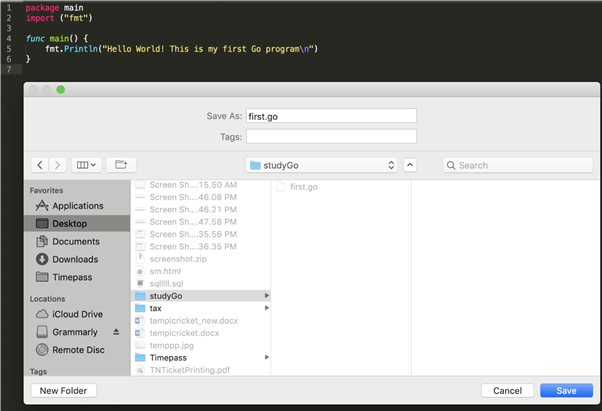 1 package main
2 import ("fmt")
3
4 func main() {
5 fmt.Println("Hello World! This is my first Go program\n")
6 }
7
Save As: first.go
Tags:
studyGo
Search
Favorites
Applications
Desktop
Documents
Downloads
Timepass
Locations
iCloud Drive
Grammarly
Remote Disc
Tags
Screen Sh....15.50 AM
Screen Sh....46.08 PM
Screen Sh....46.21 PM
Screen Sh....47.58 PM
Screen Sh....35.56 PM
Screen Sh....36.35 PM
screenshot.zip
sm.html
sqlllll.sql
studyGo
tax
templcricket_new.docx
templcricket.docx
temppp.jpg
Timepass
TNTicketPrinting.pdf
first.go
New Folder
Cancel
Save